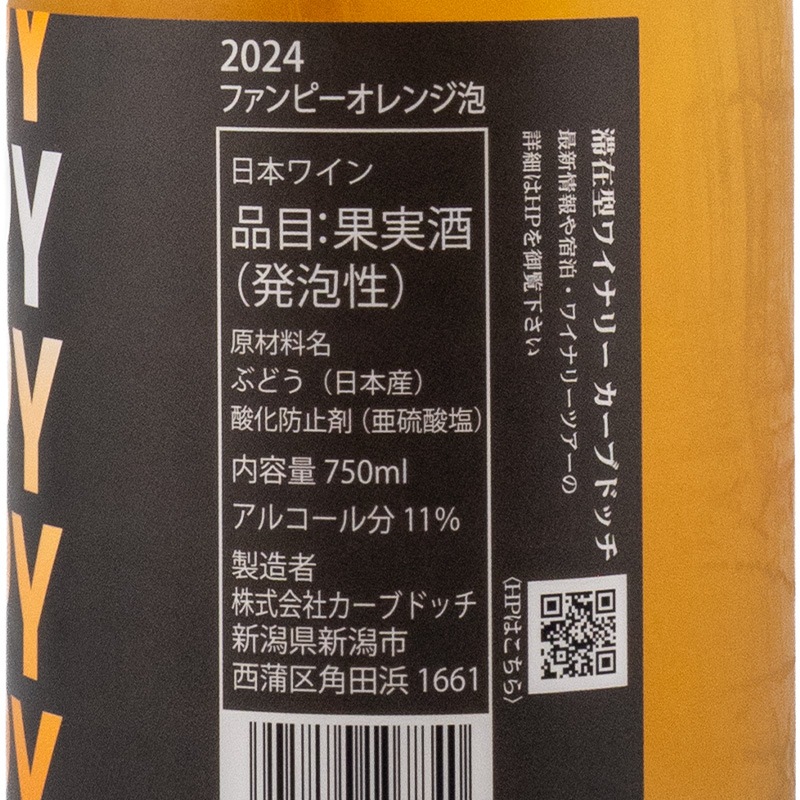 2024
ファンピーオレンジ泡
日本ワイン
品目：果実酒
（発泡性）
原材料名
ぶどう（日本産）
酸化防止剤（亜硫酸塩）
内容量 750ml
アルコール分 11%
製造者
株式会社カーブドッチ
新潟県新潟市
西蒲区角田浜 1661
滞在型ワイナリー カーブドッチ
最新情報や宿泊・ワイナリーツアーの
詳細はHPを御覧下さい
〈HPはこちら〉
Y
Y
Y
Y
Y